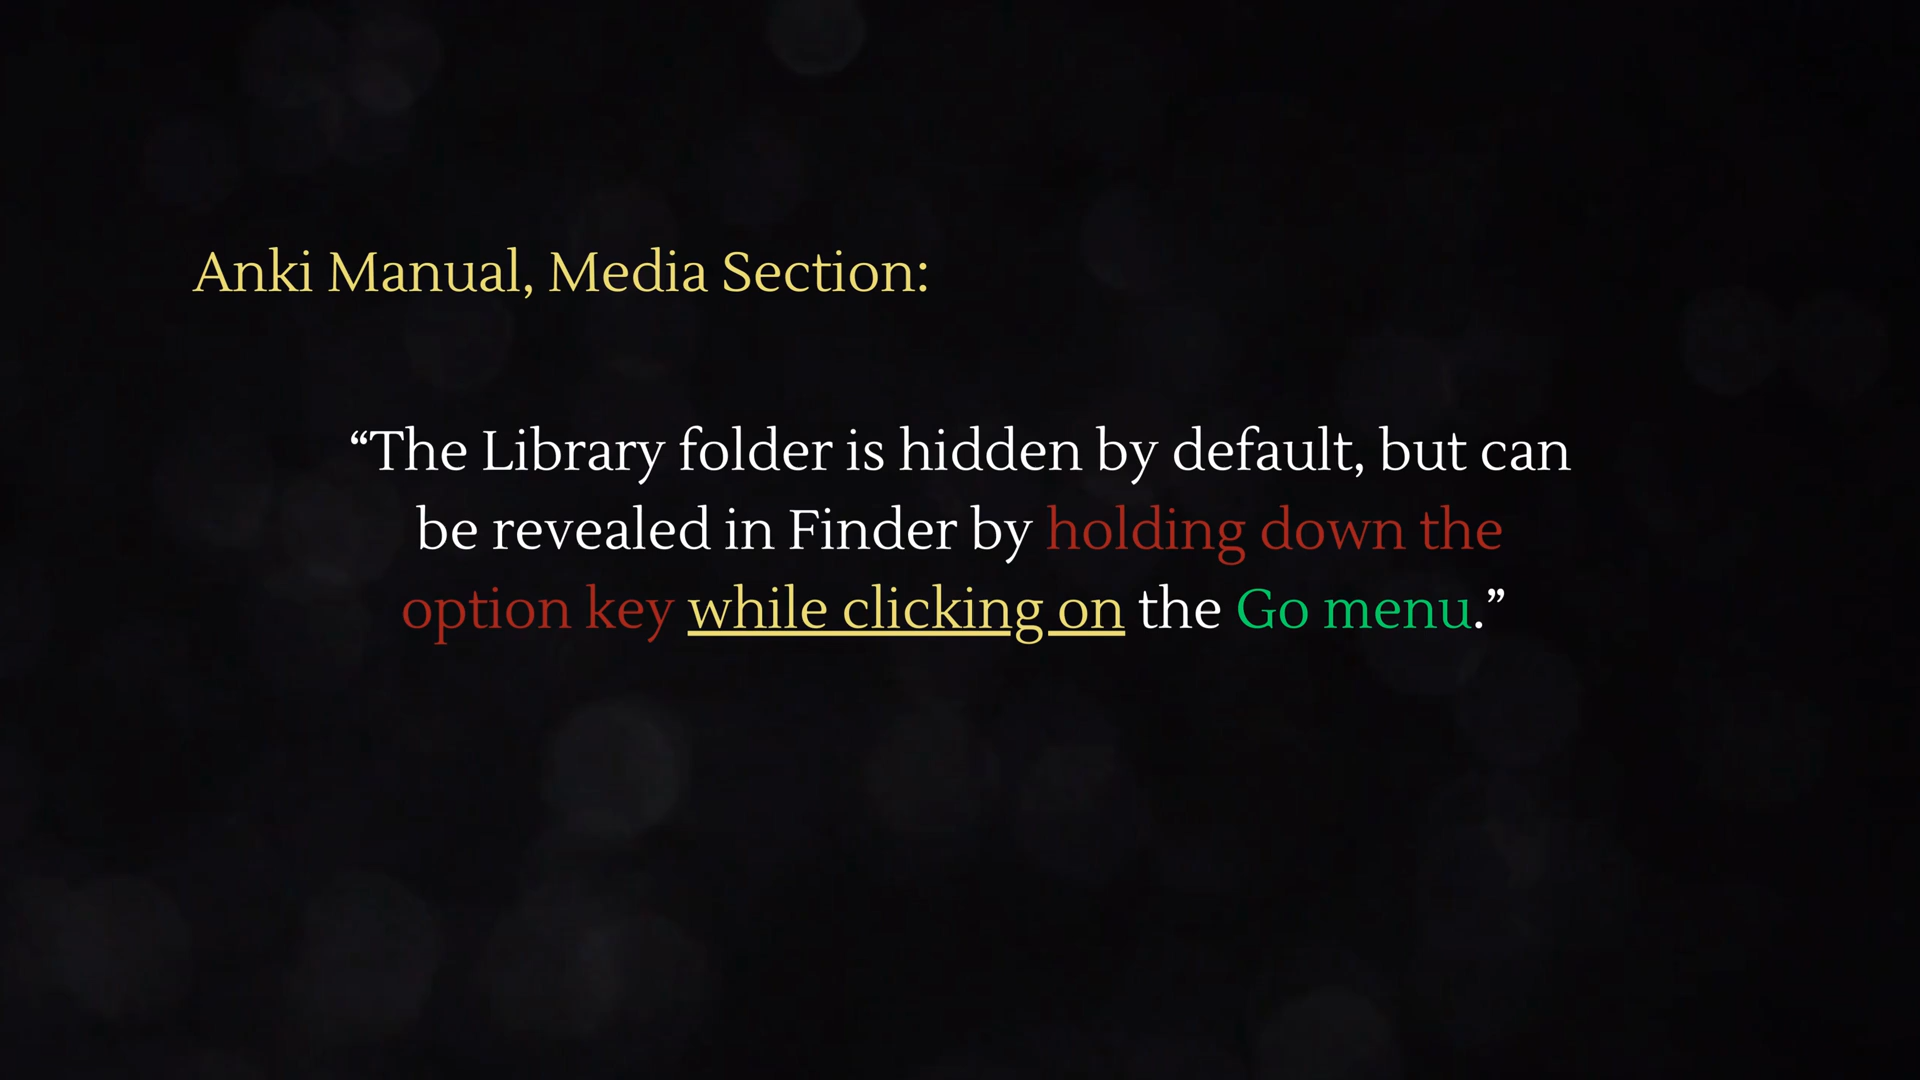 Anki Manual, Media Section:
“The Library folder is hidden by default, but can
be revealed in Finder by holding down the
option key while clicking on the Go menu.”